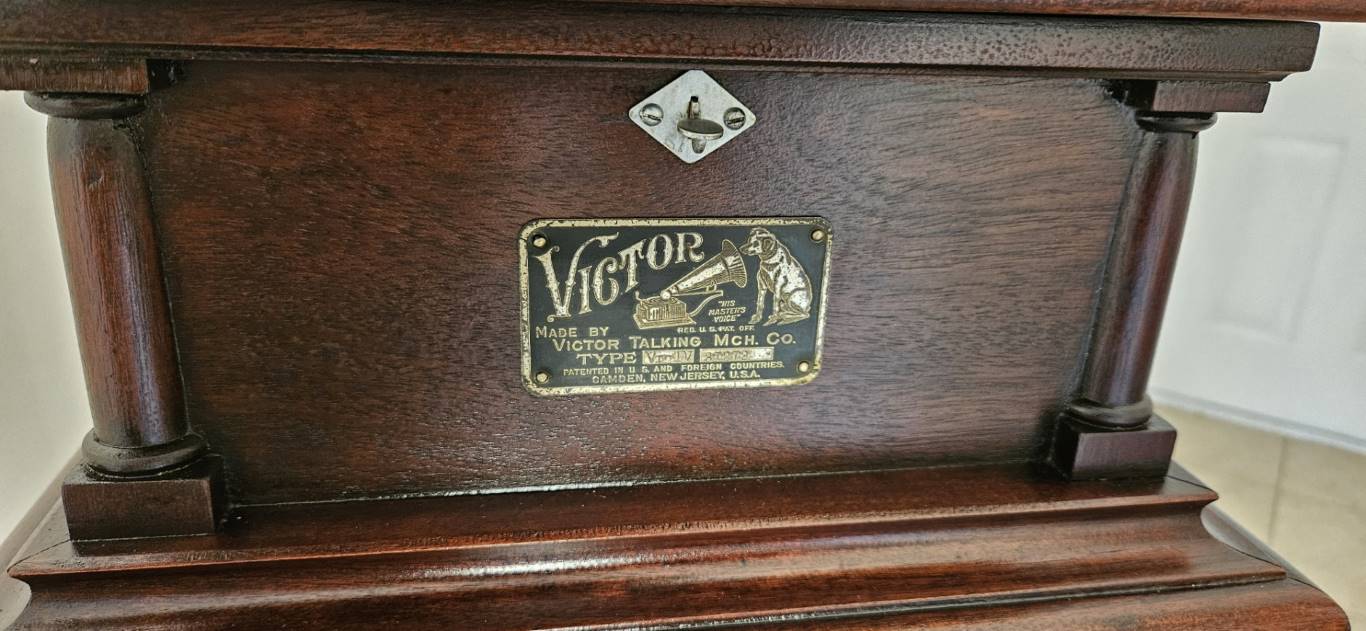 VICTOR
"HIS
MASTER'S
VOICE"
REG. U. S. PAT. OFF.
MADE BY
VICTOR TALKING MCH. CO.
TYPE
PATENTED IN U. S. AND FOREIGN COUNTRIES.
CAMDEN, NEW JERSEY, U.S.A.